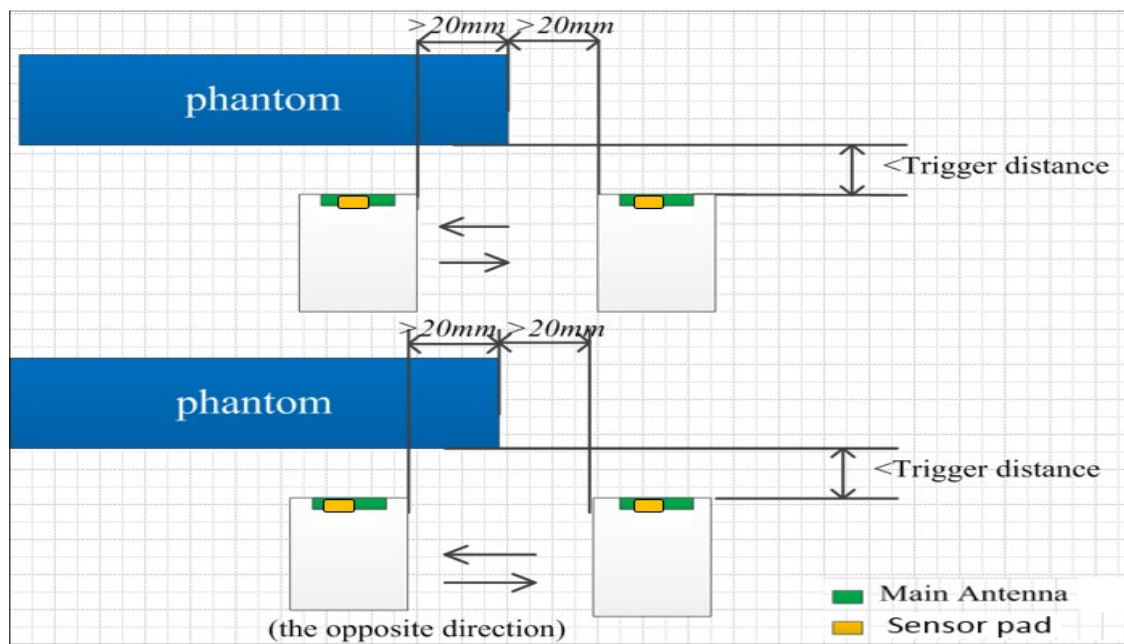 >20mm >20mm
phantom
<Trigger distance
>20mm >20mm
phantom
<Trigger distance
(the opposite direction)
Main Antenna
Sensor pad